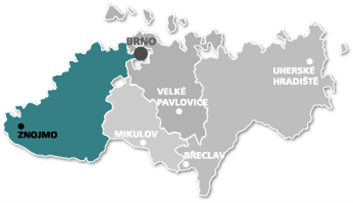 BRNO
UHERSKÉ
HRADIŠTĚ
VELKÉ
PAVLOVICE
ZNOJMO
MIKULOV
BŘECLAV